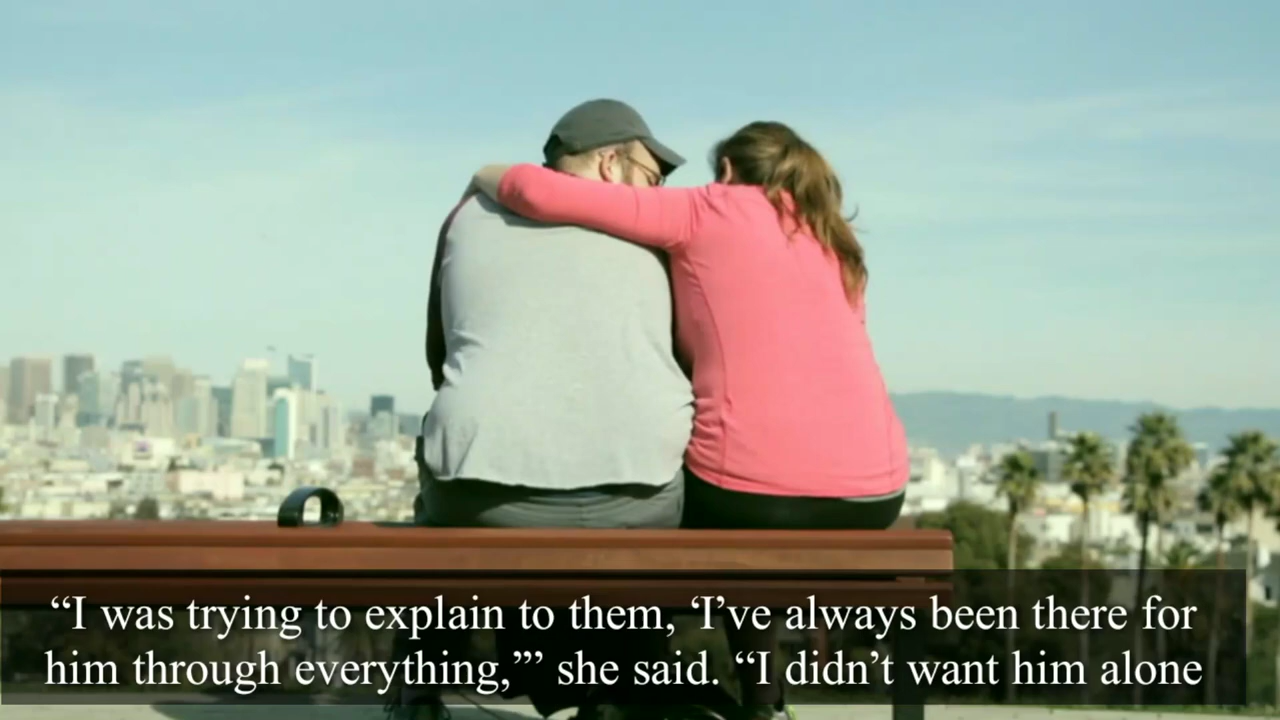 “I was trying to explain to them, ‘I’ve always been there for
him through everything,’” she said. “I didn’t want him alone